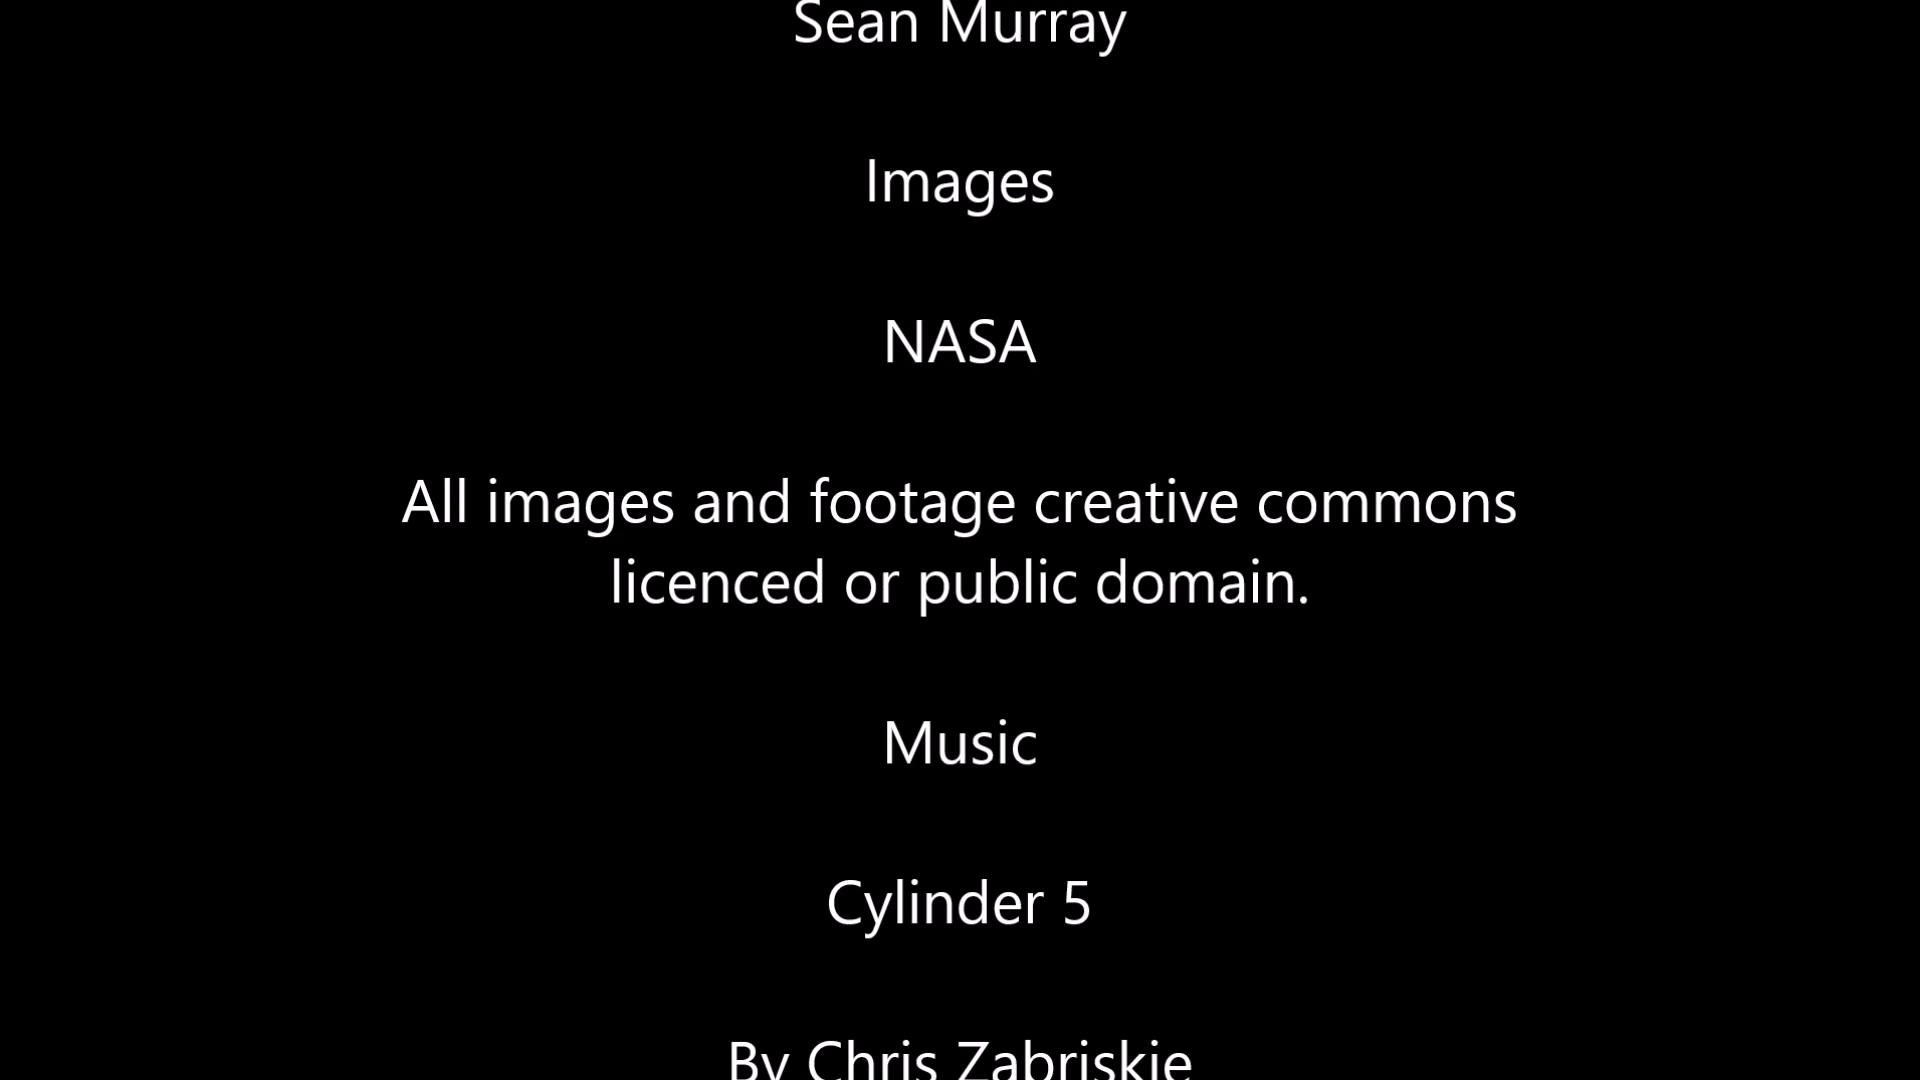 Sean Murray
Images
NASA
All images and footage creative commons
licenced or public domain.
Music
Cylinder 5
By Chris Zabriskie